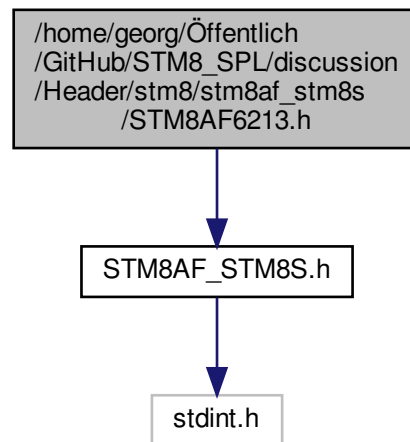 /home/georg/Öffentlich
/GitHub/STM8_SPL/discussion
/Header/stm8/stm8af_stm8s
/STM8AF6213.h
STM8AF_STM8S.h
stdint.h